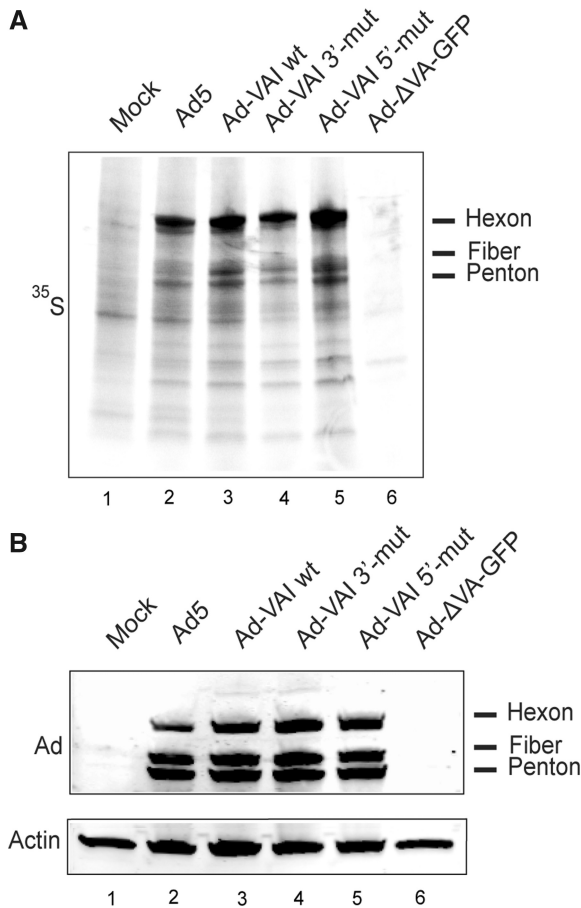 A
Mock
Ad5
Ad-VAI wt
Ad-VAI 3'-mut
Ad-VAI 5'-mut
Ad-ΔVA-GFP
Hexon
Fiber
Penton
35S
1 2 3 4 5 6
B
Mock
Ad5
Ad-VAI wt
Ad-VAI 3'-mut
Ad-VAI 5'-mut
Ad-ΔVA-GFP
Hexon
Ad
Fiber
Penton
Actin
1 2 3 4 5 6